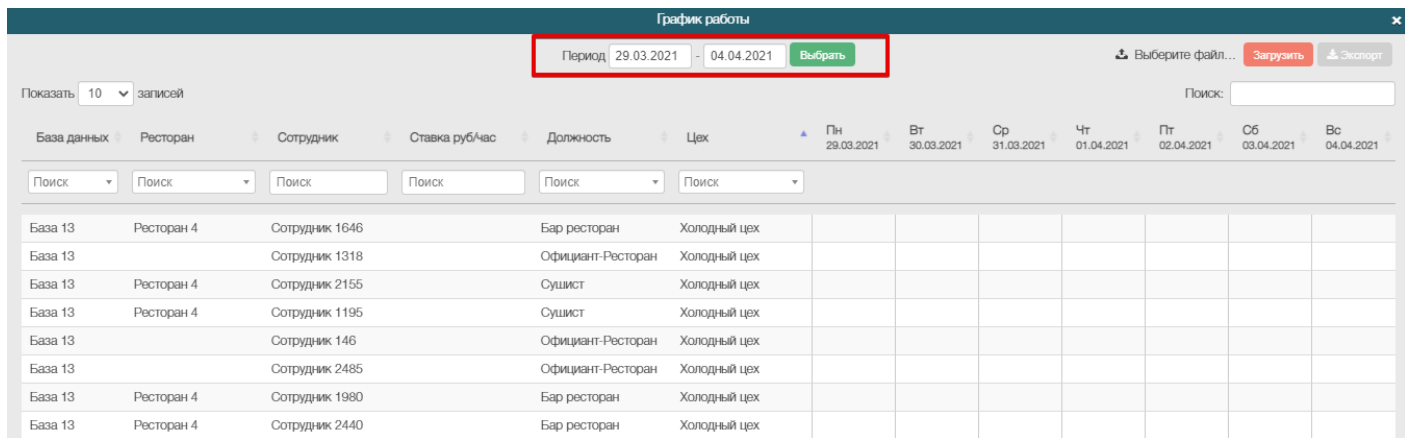 График работы ×
Период 29.03.2021 - 04.04.2021 Выбрать Выберите файл... Загрузить Экспорт
Показать 10 записей Поиск:
База данных Ресторан Сотрудник Ставка руб/час Должность Цех Пн 29.03.2021 Вт 30.03.2021 Ср 31.03.2021 Чт 01.04.2021 Пт 02.04.2021 Сб 03.04.2021 Вс 04.04.2021
Поиск Поиск Поиск Поиск Поиск Поиск
База 13 Ресторан 4 Сотрудник 1646 Бар ресторан Холодный цех
База 13 Сотрудник 1318 Официант-Ресторан Холодный цех
База 13 Ресторан 4 Сотрудник 2155 Сушист Холодный цех
База 13 Ресторан 4 Сотрудник 1195 Сушист Холодный цех
База 13 Сотрудник 146 Официант-Ресторан Холодный цех
База 13 Сотрудник 2485 Официант-Ресторан Холодный цех
База 13 Ресторан 4 Сотрудник 1980 Бар ресторан Холодный цех
База 13 Ресторан 4 Сотрудник 2440 Бар ресторан Холодный цех